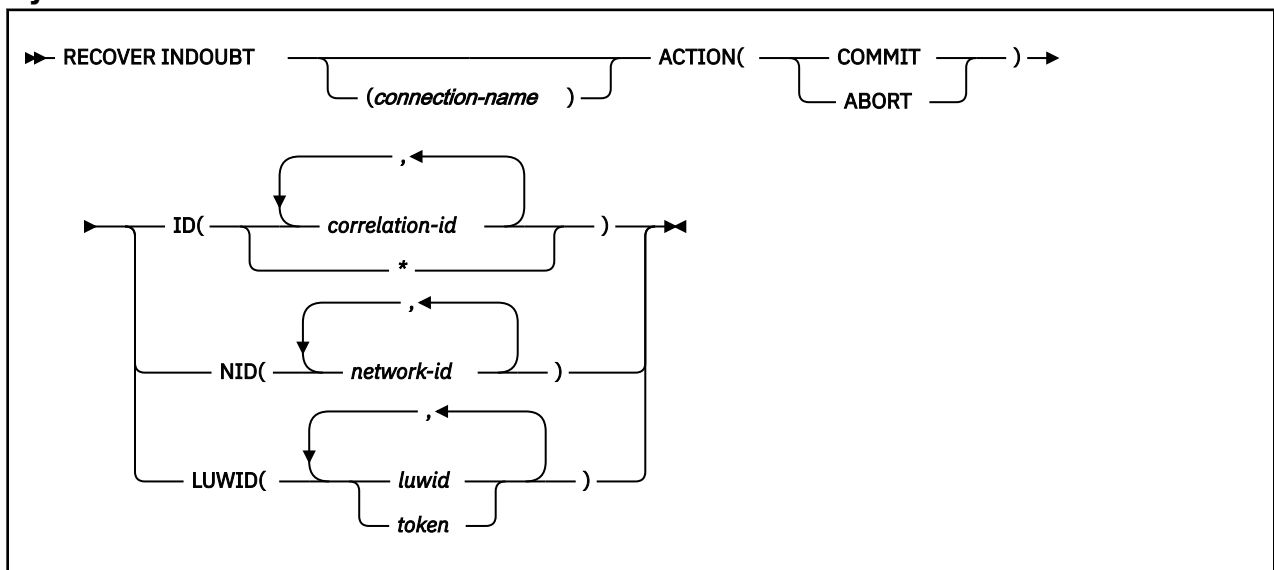 RECOVER INDOUBT ACTION( COMMIT )
(connection-name ) ABORT
,
ID( correlation-id )
*
,
NID( network-id )
,
LUWID( luwid )
token